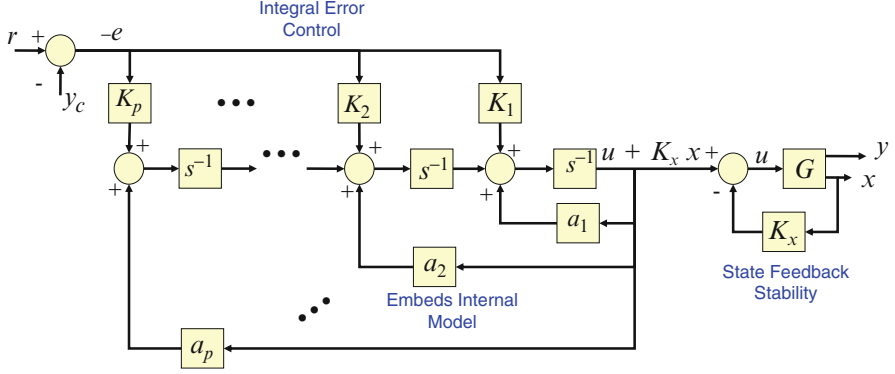 Integral Error
Control
r + –e
- y_c
K_p ••• K_2 K_1
+ + +
s⁻¹ ••• s⁻¹ s⁻¹ u + K_x x + u G y
+ + + - x
a_1 K_x
a_2
State Feedback
Stability
Embeds Internal
Model
•••
a_p